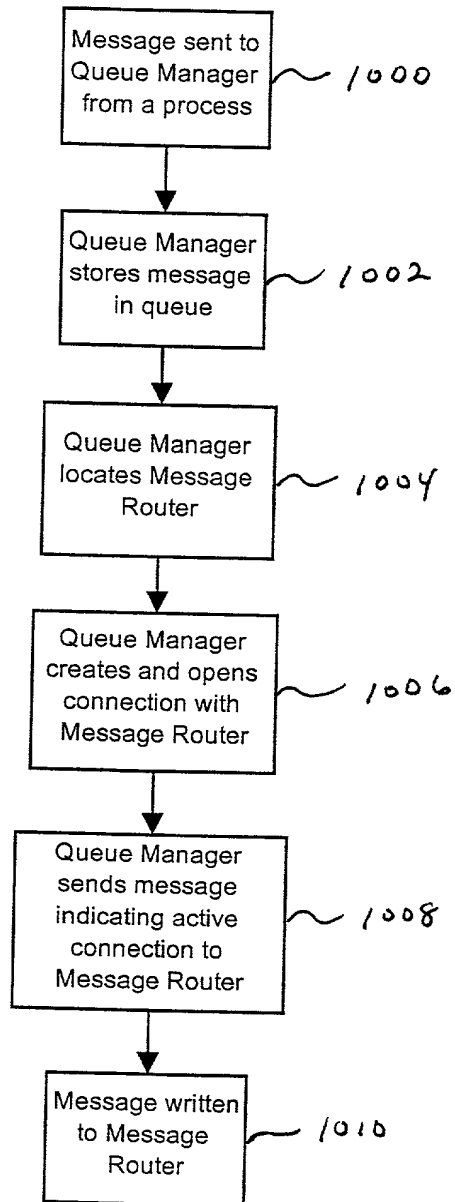 Message sent to
Queue Manager
from a process
1000
Queue Manager
stores message
in queue
1002
Queue Manager
locates Message
Router
1004
Queue Manager
creates and opens
connection with
Message Router
1006
Queue Manager
sends message
indicating active
connection to
Message Router
1008
Message written
to Message
Router
1010